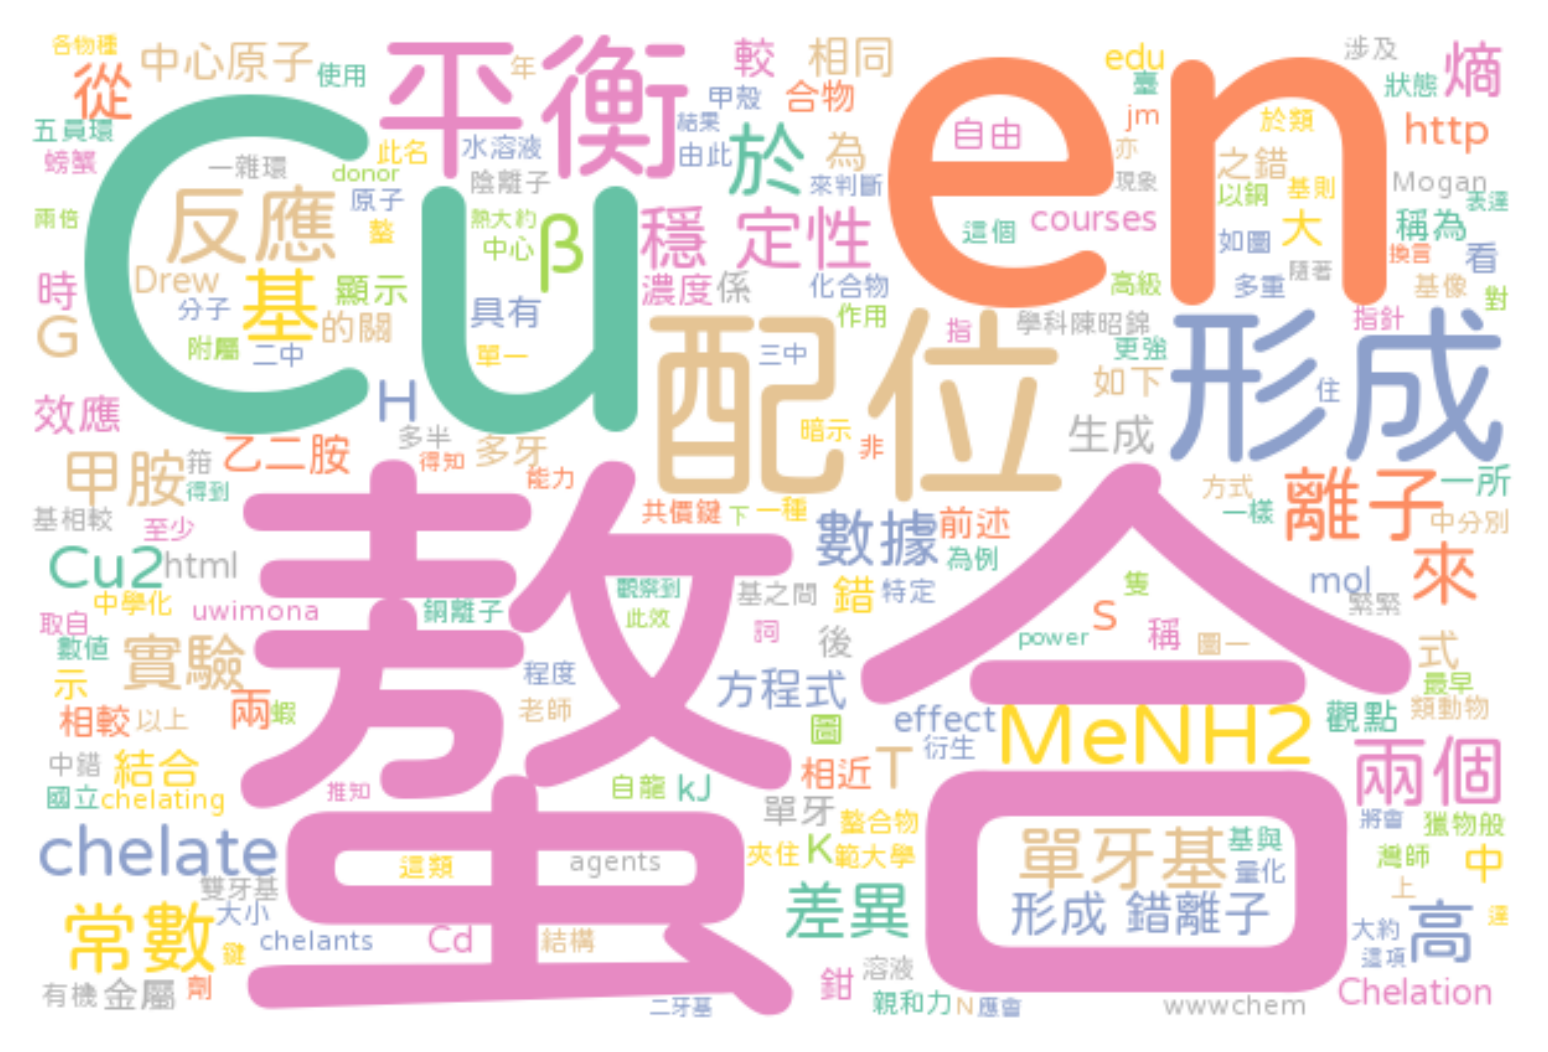 各物種
中心原子
從
使用
平衡
年
較
相同
en
edu
臺
涉及
狀態
熵
Cu
甲殼
合物
jm
http
五員環
螃蟹
一雜環
此名
donor
水溶液
結果
由此
於
為
自由
亦
於類
之錯
陰離子
來判斷
現象
以銅
基則
Mogan
表達
兩倍
反應
原子
螯
熱大約
中心
β
穩定性
這個
courses
如圖
大
稱為
換言
看
時
Drew
分子
基
顯示
的關
具有
濃度
係
化合物
高級
多重
隨著
基像
對
G
附屬
二中
單一
作用
指
學科陳昭錦
指針
配位
三中
更強
如下
形成
住
效應
H
多半
多牙
暗示
非
生成
甲胺
箝
得到
乙二胺
得知
能力
離子
一所
方式
一樣
中分別
基相較
至少
螯合
共價鍵
下
一種
數據
前述
為例
來
Cu2
html
中學化
uwimona
銅離子
觀察到
此效
基之間
錯
特定
隻
mol
緊緊
取自
數值
實驗
詞
後
power
S
稱
圖一
式
示
程度
方程式
最早
相較
以上
兩
蝦
老師
圖
effect
衍生
MeNH2
觀點
類動物
中錯
結合
國立
chelating
推知
自龍
kJ
相近
T
兩個
單牙
螯合物
將會
獵物般
chelate
雙牙基
這類
agents
夾住
K
範大學
單牙基
基與
量化
灣師
中
上
常數
大小
鍵
chelants
Cd
結構
差異
形成 錯離子
大約
這項
高
達
有機
金屬
劑
鉗
溶液
親和力
N
應會
二牙基
wwwchem
Chelation